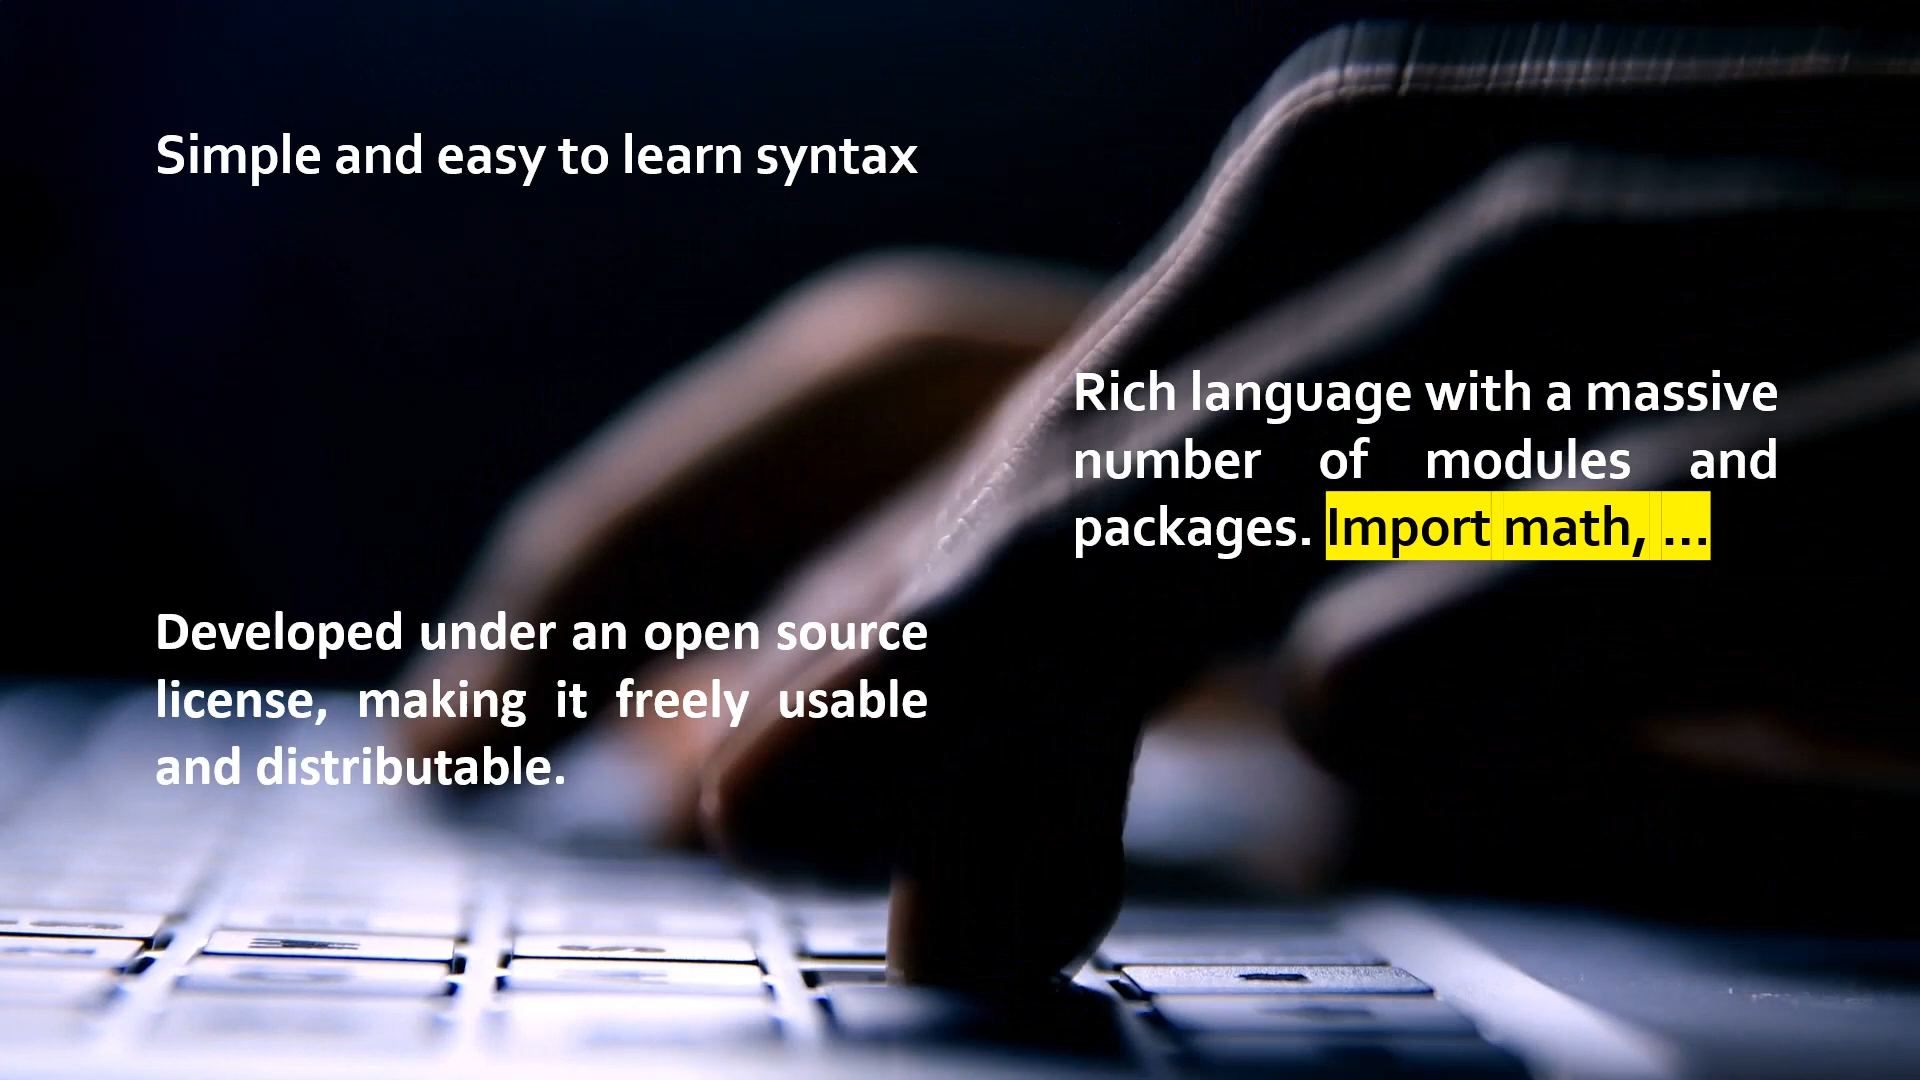 Simple and easy to learn syntax
Rich language with a massive
number of modules and
packages. Import math, ...
Developed under an open source
license, making it freely usable
and distributable.